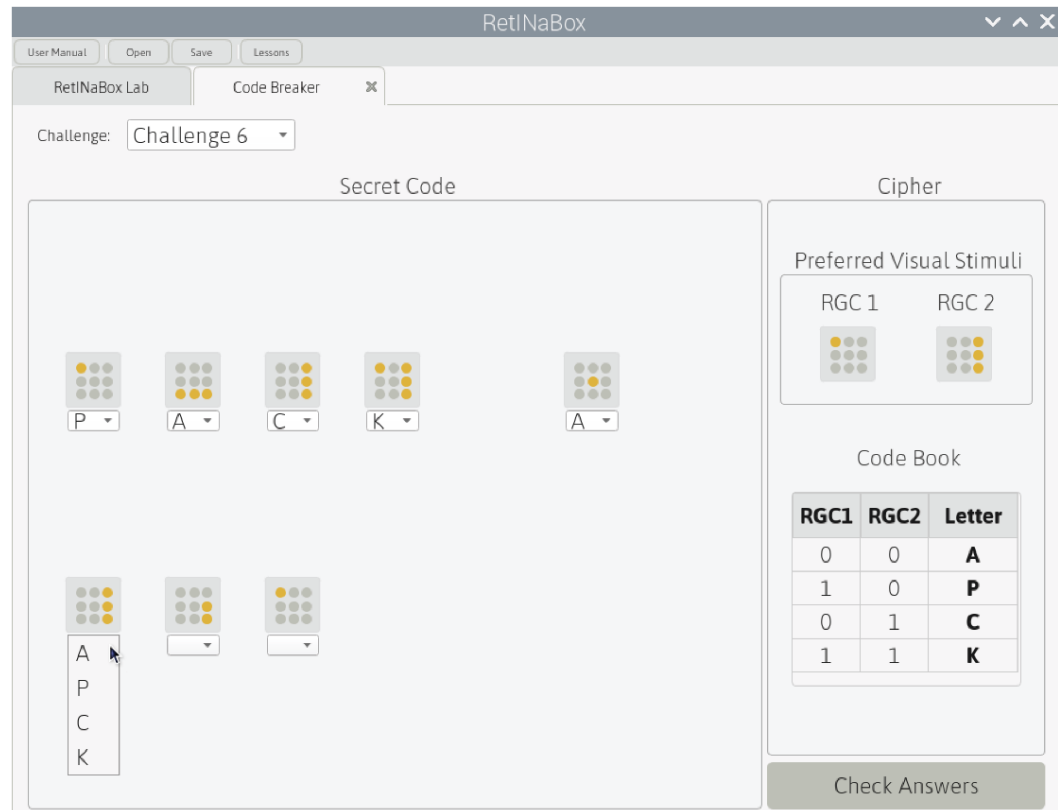 RetINaBox
User Manual Open Save Lessons
RetINaBox Lab Code Breaker
Challenge: Challenge 6
Secret Code
P A C K A
A
P
C
K
Cipher
Preferred Visual Stimuli
RGC 1 RGC 2
Code Book
RGC1 RGC2 Letter
0 0 A
1 0 P
0 1 C
1 1 K
Check Answers